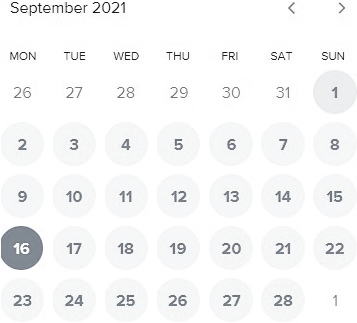 September 2021
MON TUE WED THU FRI SAT SUN
26 27 28 29 30 31 1
2 3 4 5 6 7 8
9 10 11 12 13 14 15
16 17 18 19 20 21 22
23 24 25 26 27 28 1